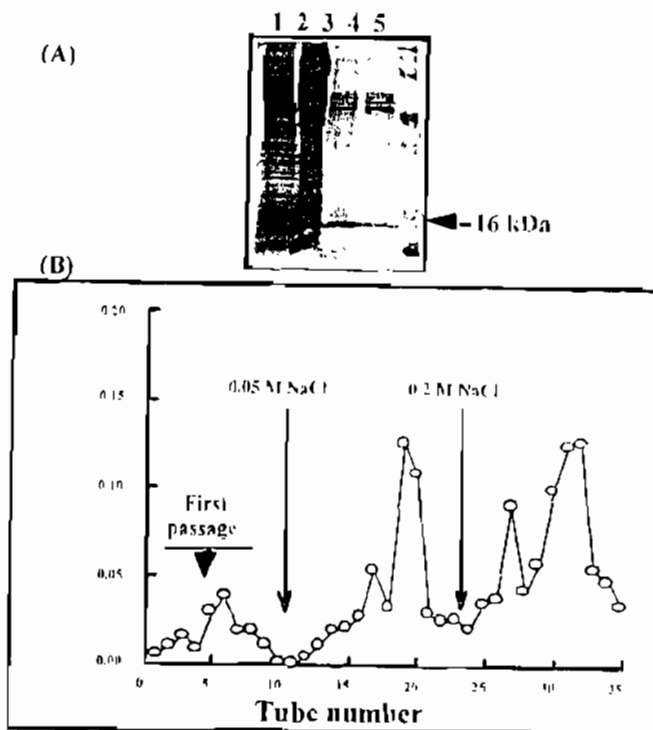 1 2 3 4 5
(A)
16 kDa
(B)
0.20
0.05 M NaCl
0.2 M NaCl
0.15
0.10
First
passage
0.05
0.00
0 5 10 15 20 25 30 35
Tube number